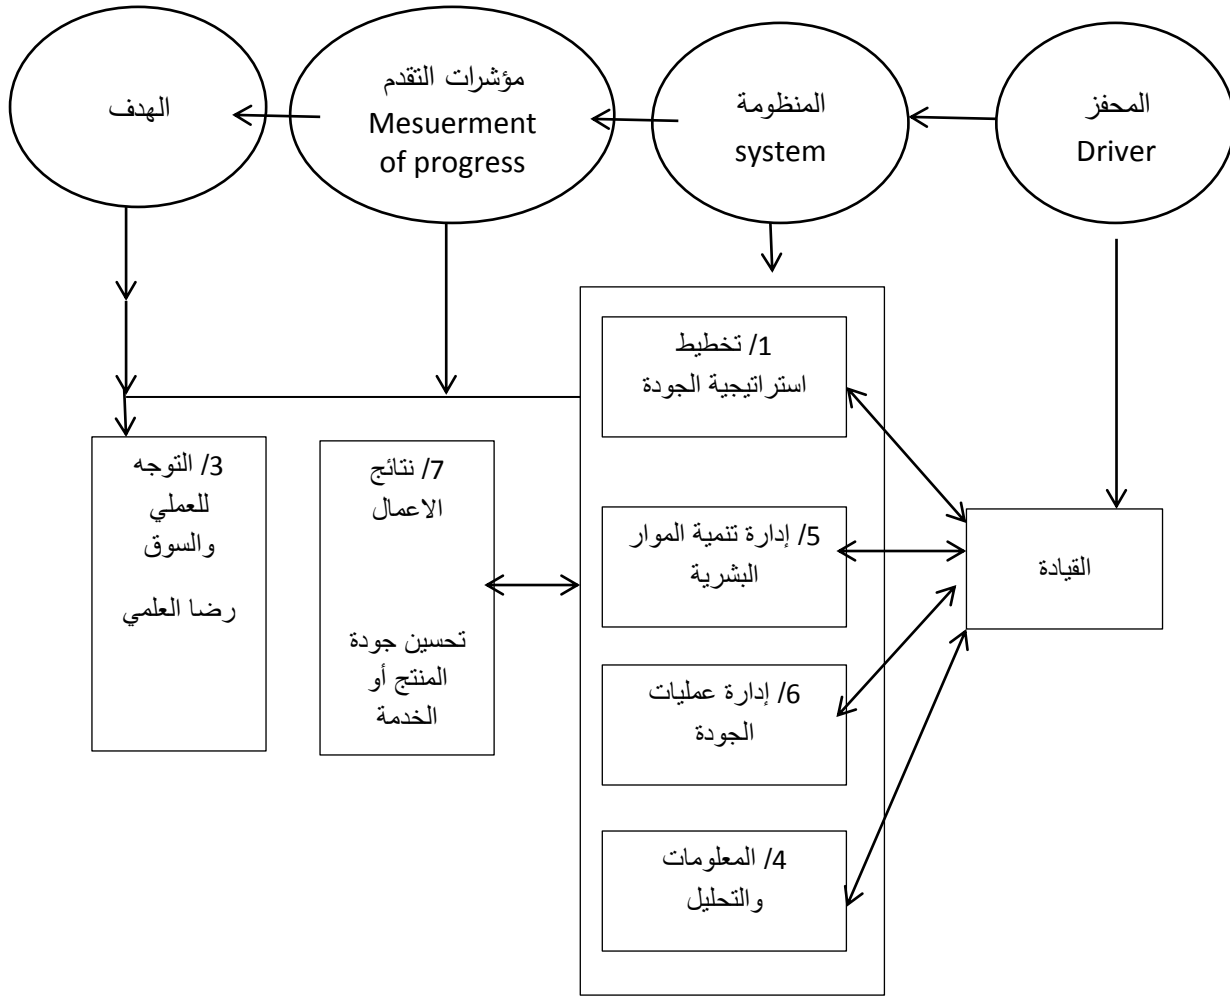 المحفز
Driver
المنظومة
system
مؤشرات التقدم
Mesuerment
of progress
الهدف
1/ تخطيط
استراتيجية الجودة
5/ إدارة تنمية الموار
البشرية
6/ إدارة عمليات
الجودة
4/ المعلومات
والتحليل
القيادة
7/ نتائج
الاعمال
تحسين جودة
المنتج أو
الخدمة
3/ التوجه
للعملي
والسوق
رضا العلمي